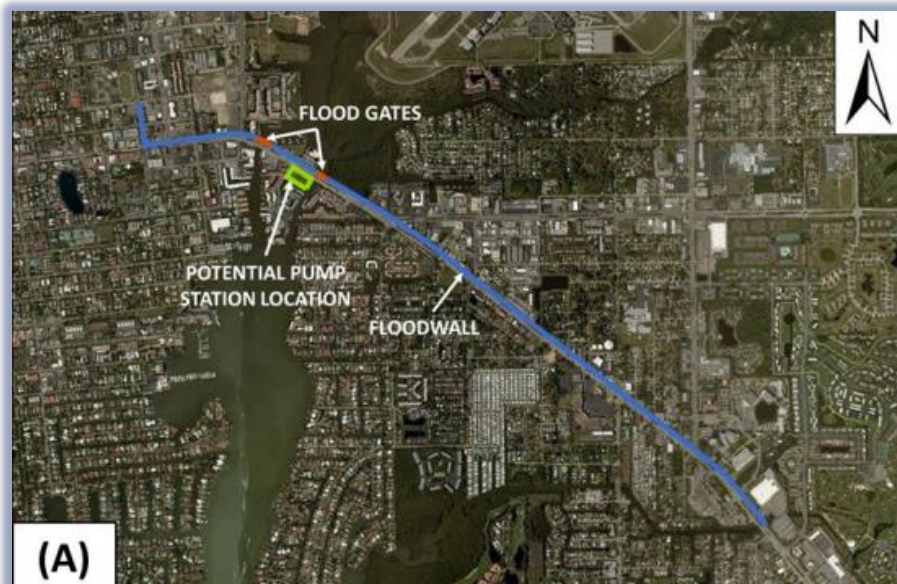 N
FLOOD GATES
POTENTIAL PUMP
STATION LOCATION
FLOODWALL
(A)